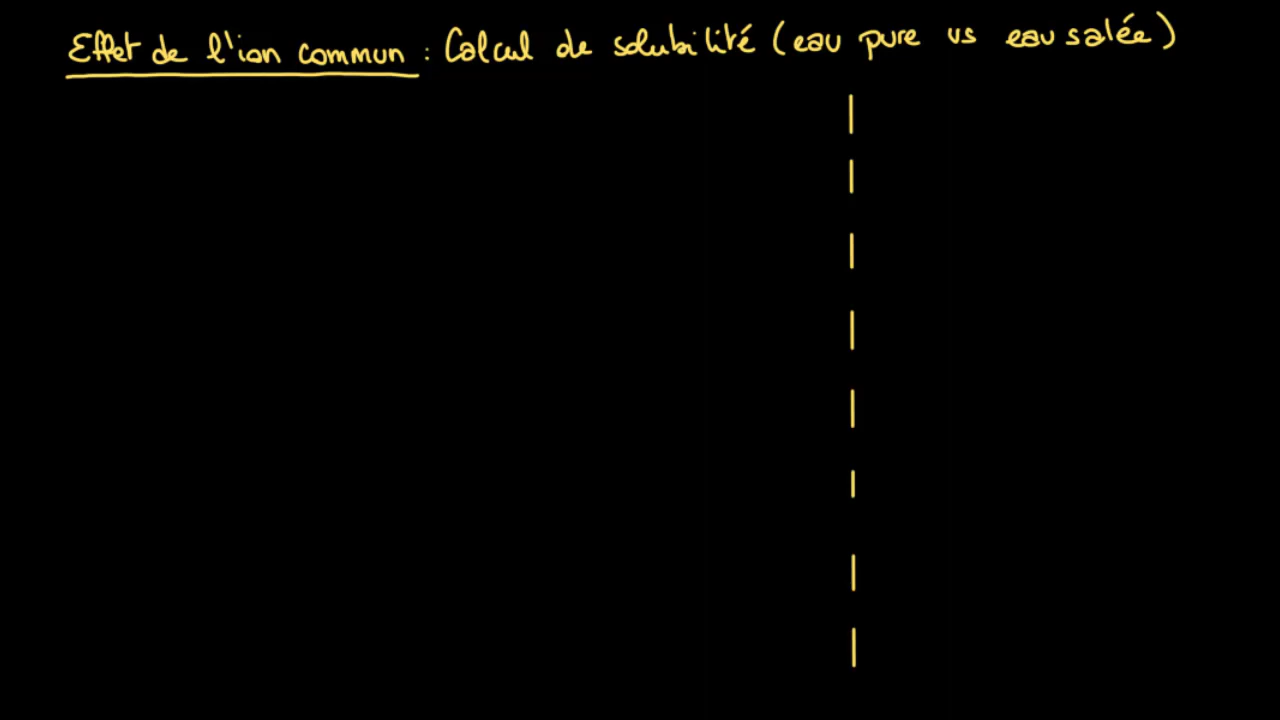 Effet de l'ion commun : Calcul de solubilité (eau pure vs eau salée)